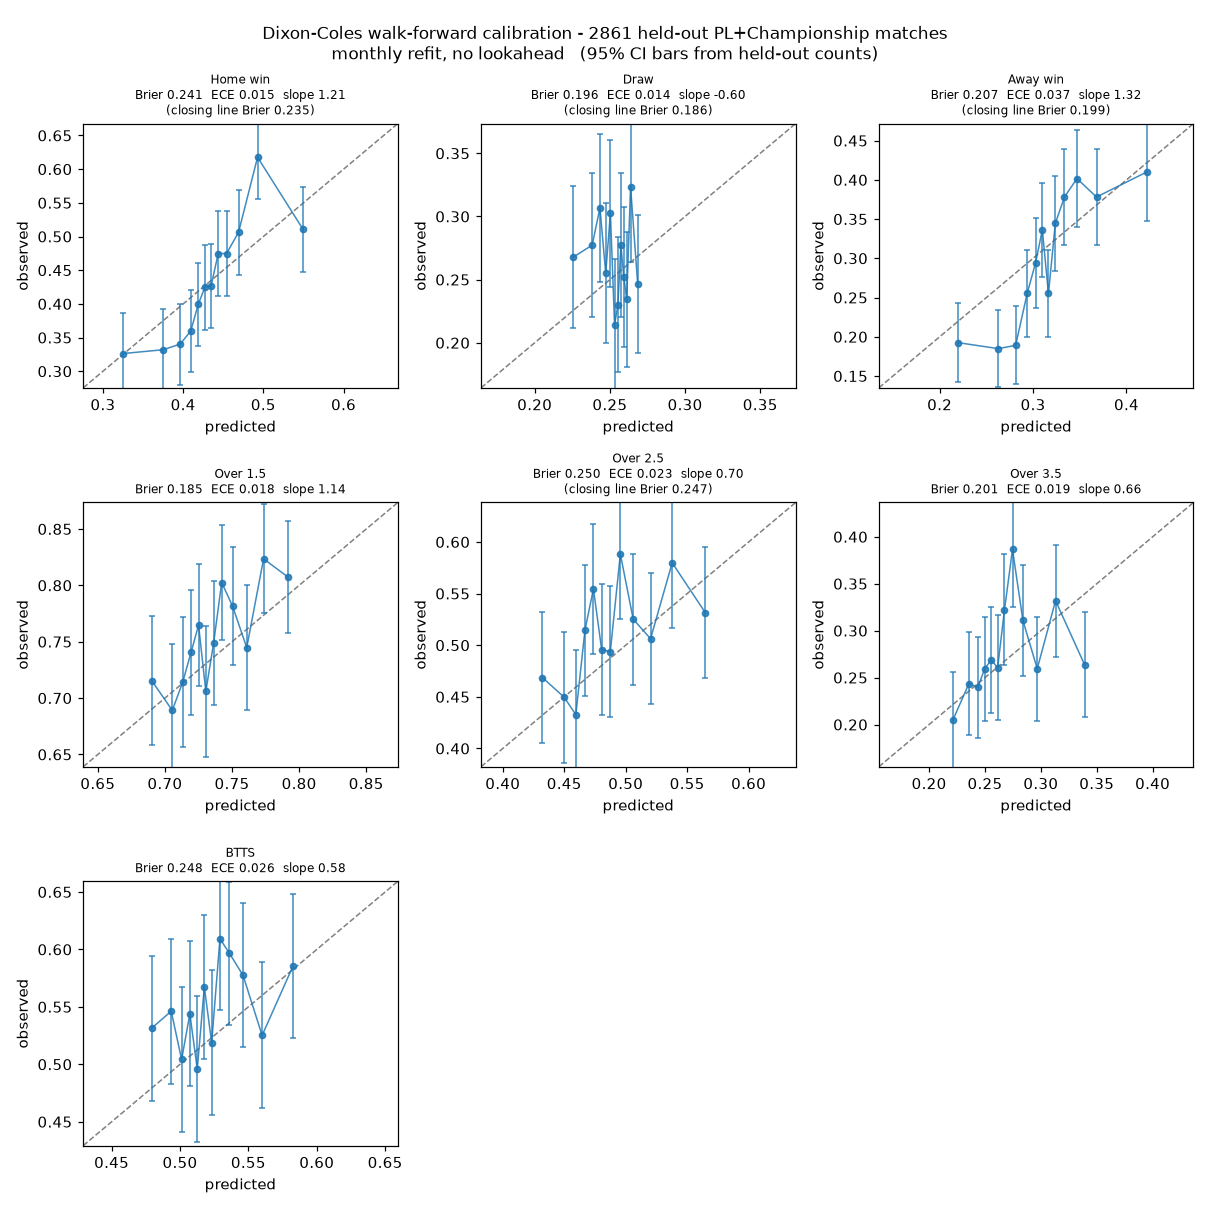 Dixon-Coles walk-forward calibration - 2861 held-out PL+Championship matches
monthly refit, no lookahead   (95% CI bars from held-out counts)
Home win
Brier 0.241  ECE 0.015  slope 1.21
(closing line Brier 0.235)
0.65
0.60
0.55
0.50
0.45
0.40
0.35
0.30
observed
0.3 0.4 0.5 0.6
predicted
Draw
Brier 0.196  ECE 0.014  slope -0.60
(closing line Brier 0.186)
0.35
0.30
0.25
0.20
observed
0.20 0.25 0.30 0.35
predicted
Away win
Brier 0.207  ECE 0.037  slope 1.32
(closing line Brier 0.199)
0.45
0.40
0.35
0.30
0.25
0.20
0.15
observed
0.2 0.3 0.4
predicted
Over 1.5
Brier 0.185  ECE 0.018  slope 1.14
0.85
0.80
0.75
0.70
0.65
observed
0.65 0.70 0.75 0.80 0.85
predicted
Over 2.5
Brier 0.250  ECE 0.023  slope 0.70
(closing line Brier 0.247)
0.60
0.55
0.50
0.45
0.40
observed
0.40 0.45 0.50 0.55 0.60
predicted
Over 3.5
Brier 0.201  ECE 0.019  slope 0.66
0.40
0.35
0.30
0.25
0.20
observed
0.20 0.25 0.30 0.35 0.40
predicted
BTTS
Brier 0.248  ECE 0.026  slope 0.58
0.65
0.60
0.55
0.50
0.45
observed
0.45 0.50 0.55 0.60 0.65
predicted